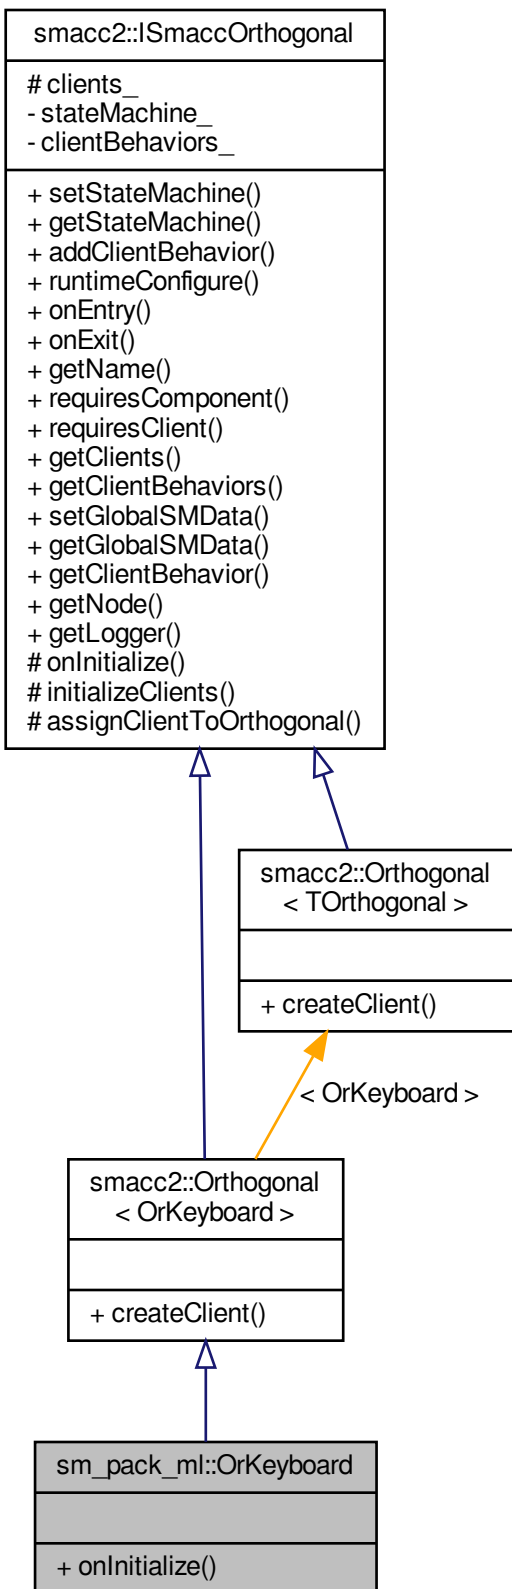 smacc2::ISmaccOrthogonal
# clients_
- stateMachine_
- clientBehaviors_
+ setStateMachine()
+ getStateMachine()
+ addClientBehavior()
+ runtimeConfigure()
+ onEntry()
+ onExit()
+ getName()
+ requiresComponent()
+ requiresClient()
+ getClients()
+ getClientBehaviors()
+ setGlobalSMData()
+ getGlobalSMData()
+ getClientBehavior()
+ getNode()
+ getLogger()
# onInitialize()
# initializeClients()
# assignClientToOrthogonal()
smacc2::Orthogonal
< TOrthogonal >
+ createClient()
< OrKeyboard >
smacc2::Orthogonal
< OrKeyboard >
+ createClient()
sm_pack_ml::OrKeyboard
+ onInitialize()